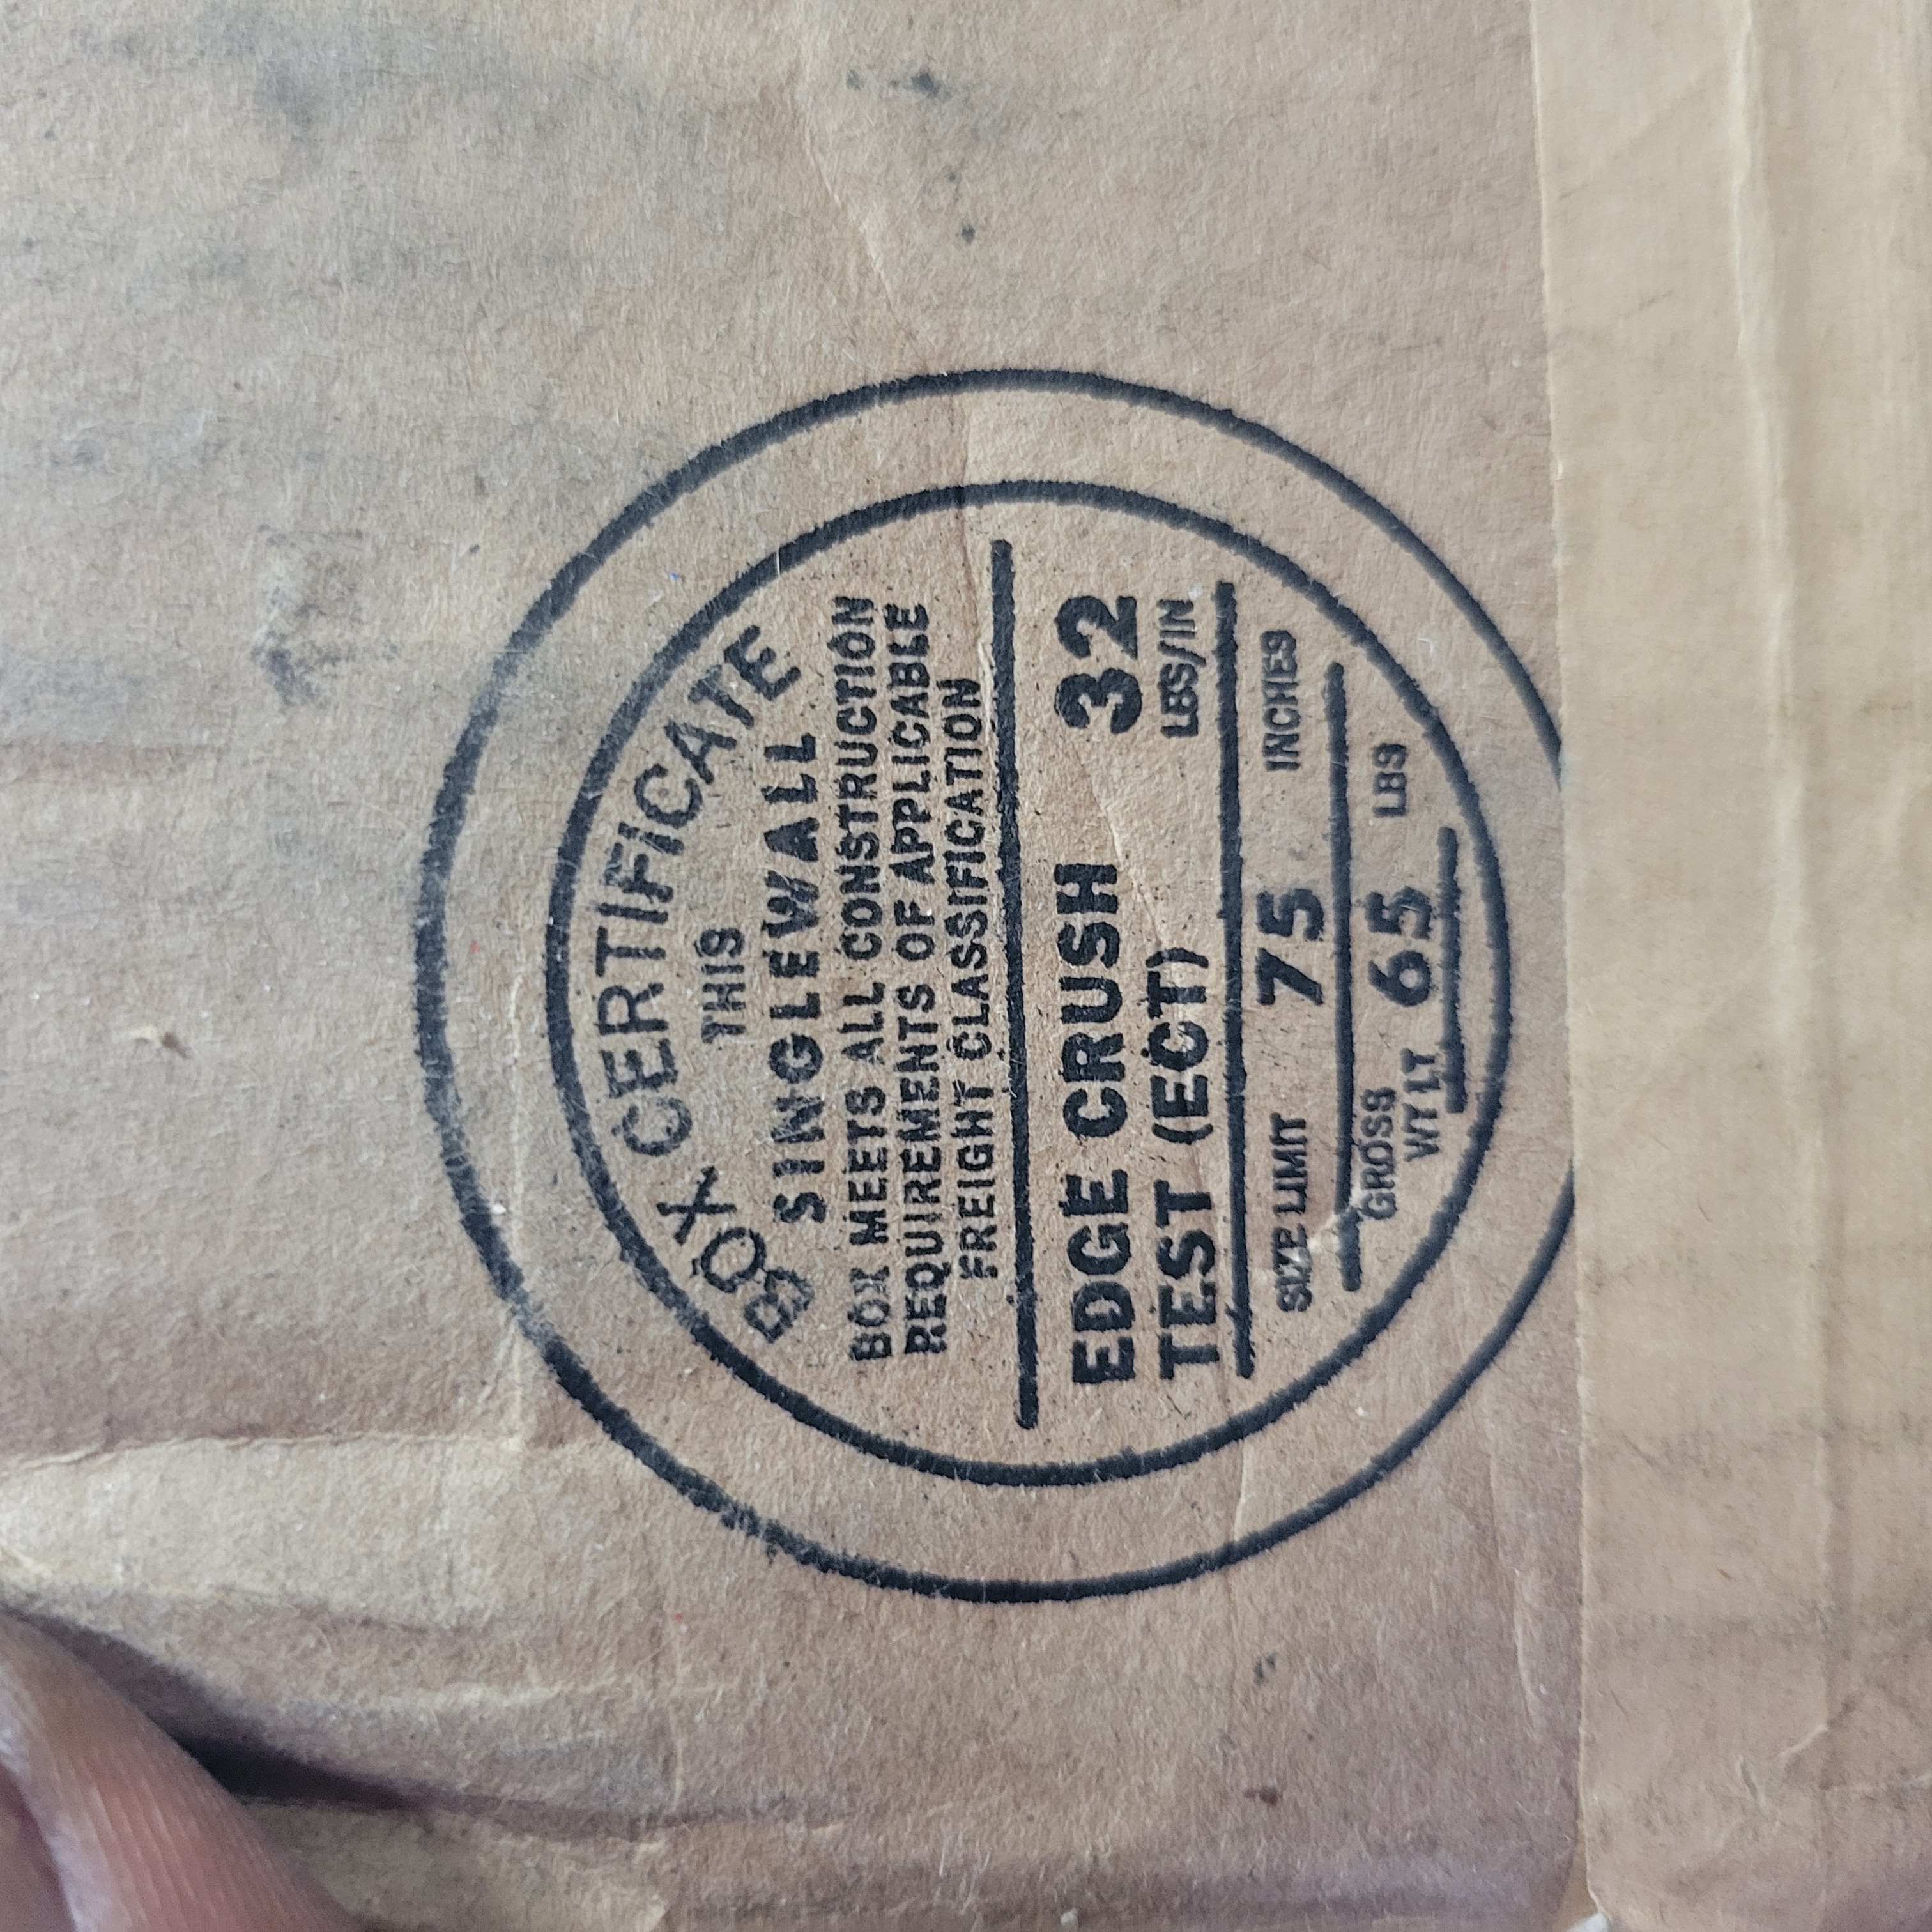 BOX CERTIFICATE
THIS
SINGLEWALL
BOX MEETS ALL CONSTRUCTION
REQUIREMENTS OF APPLICABLE
FREIGHT CLASSIFICATION
EDGE CRUSH 32
TEST (ECT) LBS/IN
SIZE LIMIT 75 INCHES
GROSS 65 LBS
WT LT